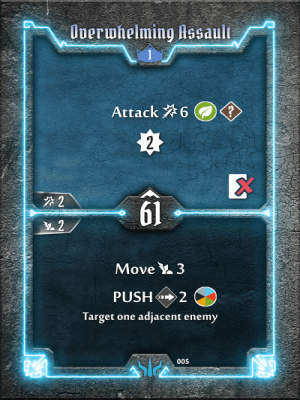 Overwhelming Assault
1
Attack 6 ?
2
2
61
2
Move 3
PUSH 2
Target one adjacent enemy
005